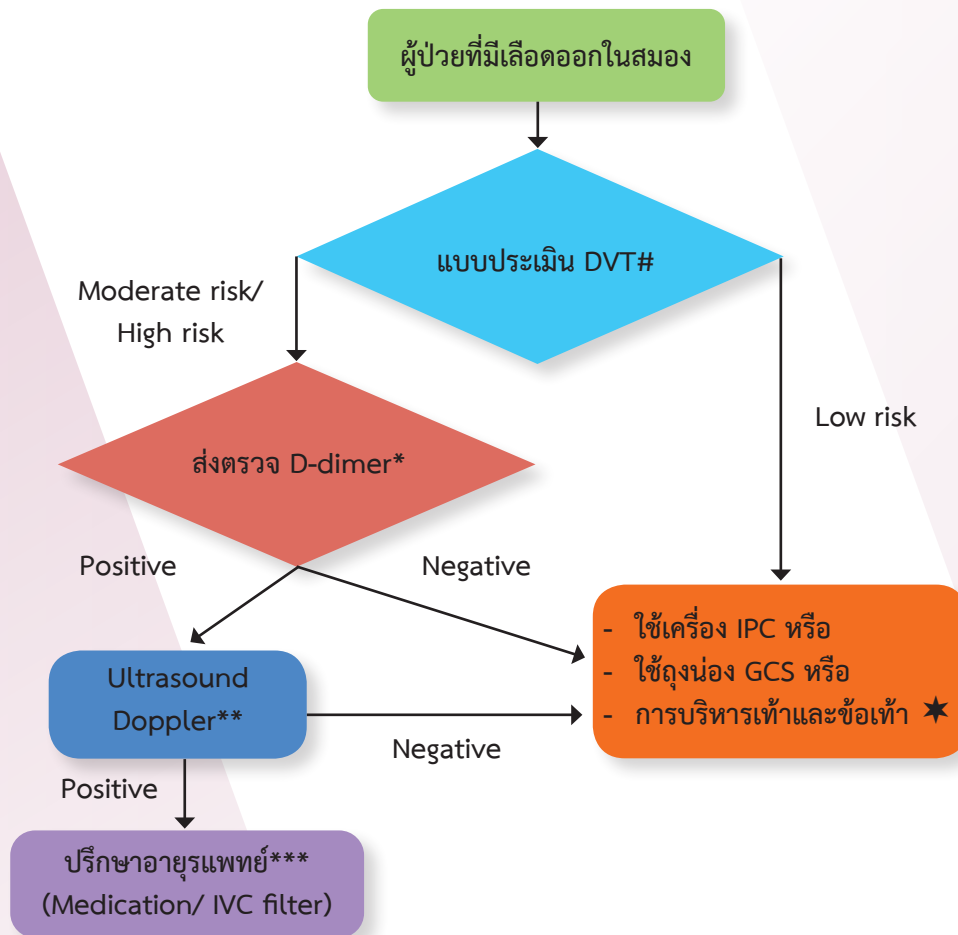 ผู้ป่วยที่มีเลือดออกในสมอง
แบบประเมิน DVT#
Moderate risk/
High risk
Low risk
ส่งตรวจ D-dimer*
Positive
Negative
- ใช้เครื่อง IPC หรือ
- ใช้ถุงน่อง GCS หรือ
- การบริหารเท้าและข้อเท้า ✶
Ultrasound
Doppler**
Negative
Positive
ปรึกษาอายุรแพทย์***
(Medication/ IVC filter)